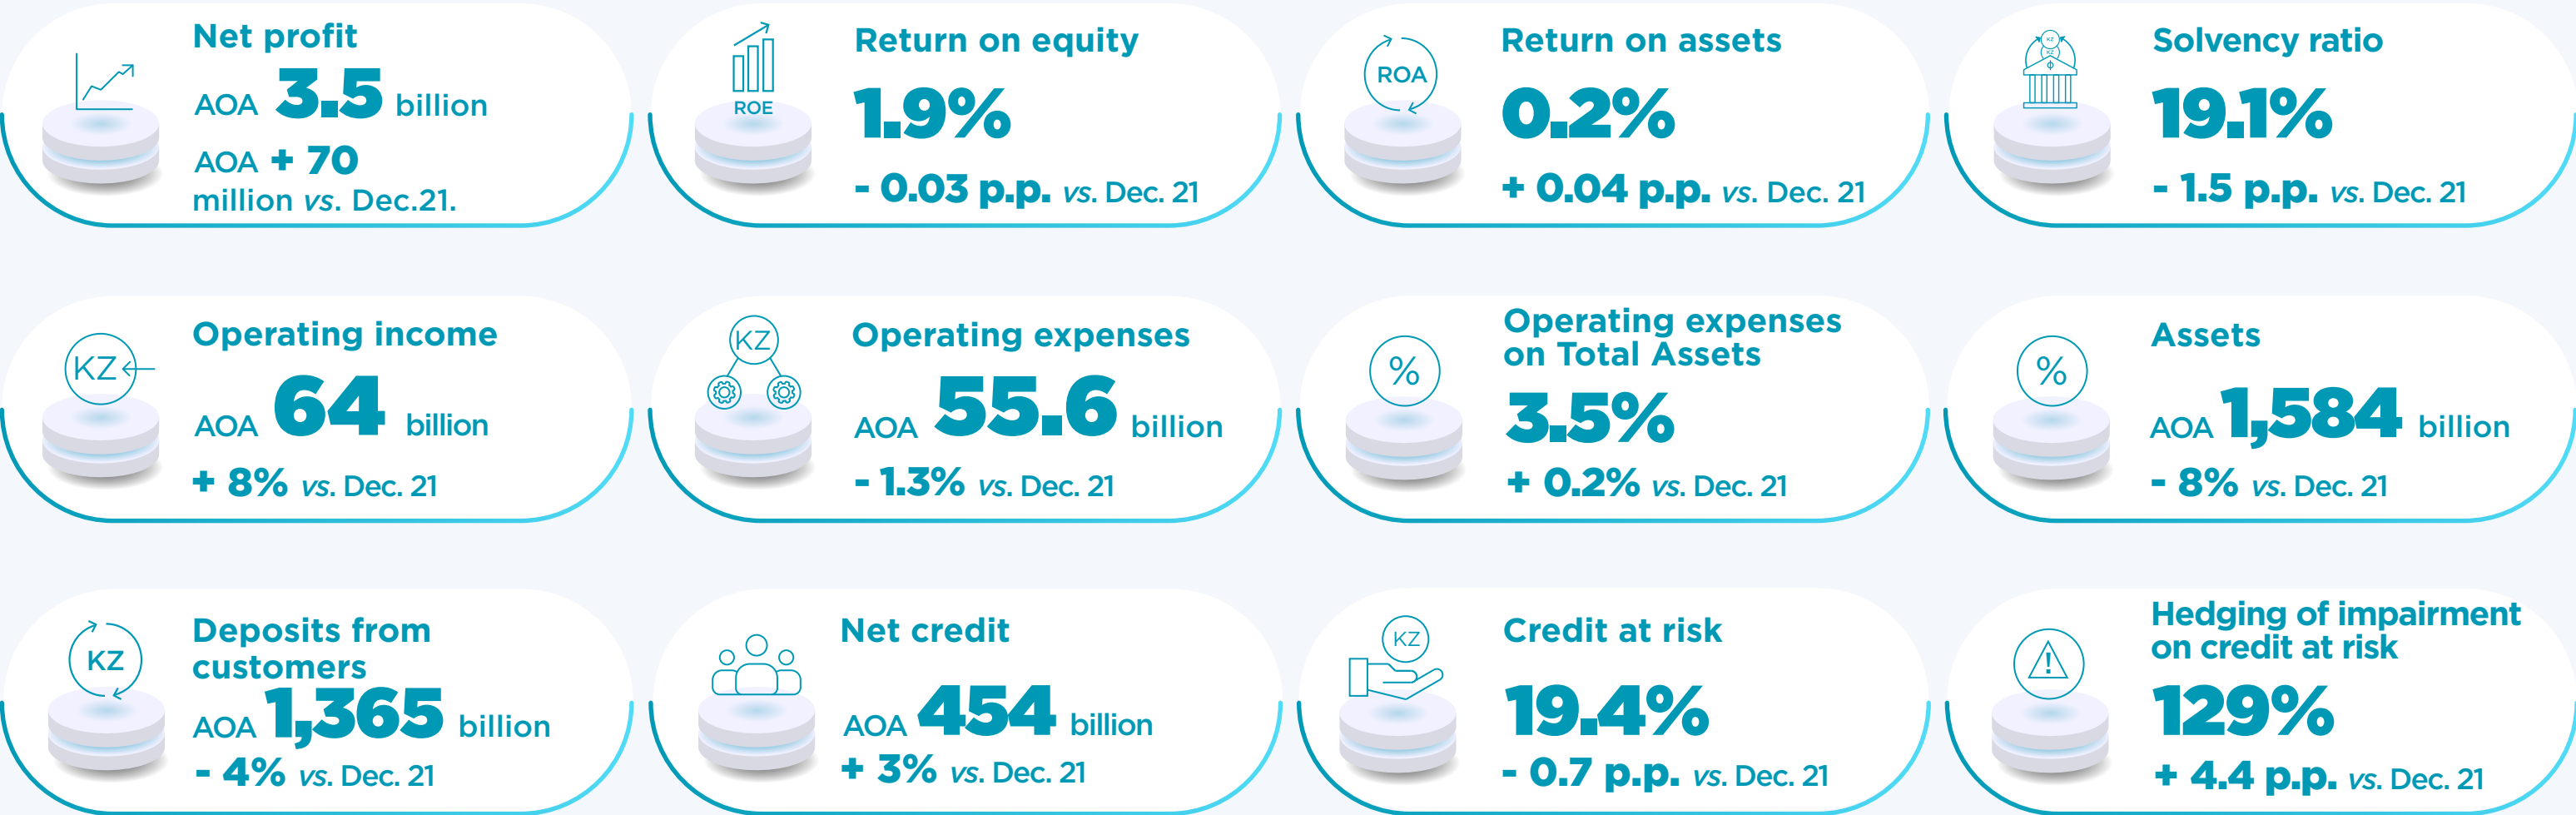 Net profit
AOA 3.5 billion
AOA + 70
million vs. Dec.21.
ROE
Return on equity
1.9%
- 0.03 p.p. vs. Dec. 21
ROA
Return on assets
0.2%
+ 0.04 p.p. vs. Dec. 21
KZ
KZ
Solvency ratio
19.1%
- 1.5 p.p. vs. Dec. 21
KZ
Operating income
AOA 64 billion
+ 8% vs. Dec. 21
KZ
Operating expenses
AOA 55.6 billion
- 1.3% vs. Dec. 21
%
Operating expenses
on Total Assets
3.5%
+ 0.2% vs. Dec. 21
%
Assets
AOA 1,584 billion
- 8% vs. Dec. 21
KZ
Deposits from
customers
AOA 1,365 billion
- 4% vs. Dec. 21
Net credit
AOA 454 billion
+ 3% vs. Dec. 21
KZ
Credit at risk
19.4%
- 0.7 p.p. vs. Dec. 21
!
Hedging of impairment
on credit at risk
129%
+ 4.4 p.p. vs. Dec. 21